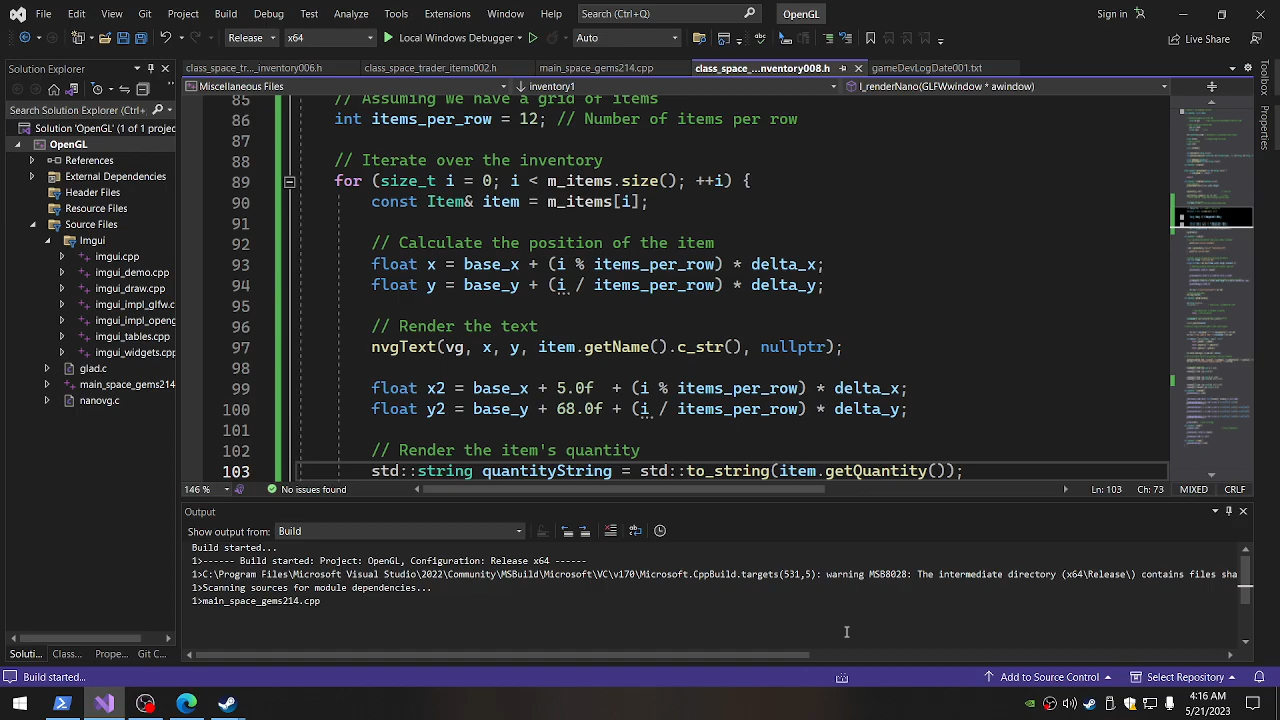 File Edit View Git Project Build Debug Test Analyze Tools Extensions Window Help Search (Ctrl+Q) OpenGL Sign in
Release x64 Local Windows Debugger Auto Live Share
Solution Explorer
Search Solution Explorer
Solution 'OpenGL' (1 of 1 projec
References
External Dependencies
Header Files
Resource Files
Source Files
imgui
imgui.cpp
imgui_demo.cpp
imgui_draw.cpp
imgui_impl_glfw.c
imgui_impl_opengl
imgui_tables.cpp
imgui_widgets.cpp
main_space_gems214
nanovg.c
Soluti... Class... Prope... Git C...
class_space_tr..._inventory006.h class_space_trader_items002.h main_space_gems214.cpp class_space_...nventory008.h gameDevLogDate001.txt
Miscellaneous Files inventory1 I_renderNano(GLFWwindow * awindow)
85 // Assuming we have a grid of items
86 int items_per_row = 12; // Number of items per row
88 // Iterate over the inventory
89 for (size_t i = 0; i < m_items.size(); ++i) {
const Item& item = m_items[i];
92 // Calculate the position of the item
93 float x = base_x + (i % items_per_row) * delta_x;
94 float y = base_y + (i / items_per_row) * delta_y;
95
96 // Render the text
97 nvgText(vg, x, y, item.getName().c_str(), nullptr);
float x2 = base_x + 5.0f + (i % items_per_row) * delta_x;
100 float y2 = base_y + 68.0f + (i / items_per_row) * delta_y;
101
102 // Render the item's quantity
103 std::string quantityString = std::to_string(item.getQuantity());
146 % No issues found Ln: 103 Ch: 73 MIXED CRLF
Output
Show output from: Build
Build started...
1>------ Build started: Project: OpenGL, Configuration: Release x64 ------
1>C:\Program Files\Microsoft Visual Studio\2022\Community\MSBuild\Microsoft\VC\v170\Microsoft.CppBuild.targets(531,5): warning MSB8028: The intermediate directory (x64\Release\) contains files sha
1>Scanning sources for module dependencies...
1>main_space_gems214.cpp
Build started... Add to Source Control Select Repository
4:16 AM
5/21/2023